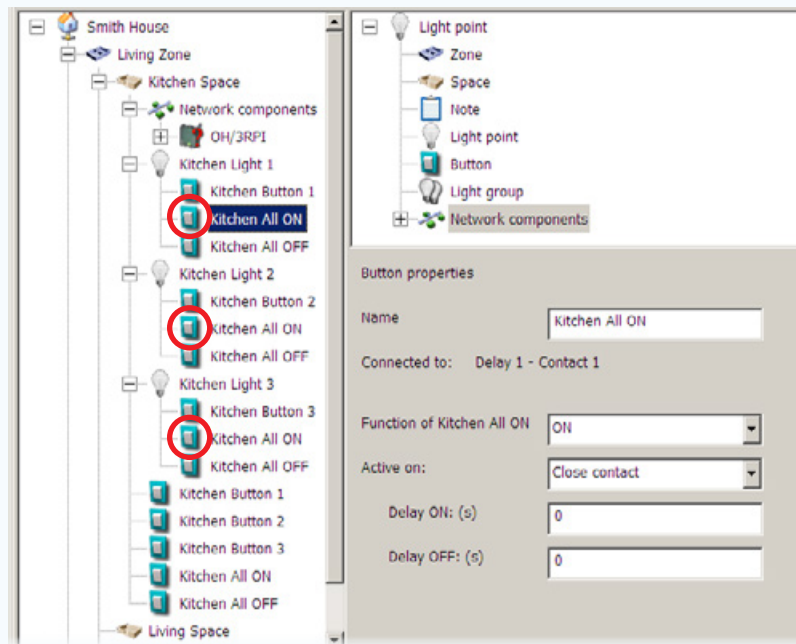 Smith House
Living Zone
Kitchen Space
Network components
OH/3RPI
Kitchen Light 1
Kitchen Button 1
Kitchen All ON
Kitchen All OFF
Kitchen Light 2
Kitchen Button 2
Kitchen All ON
Kitchen All OFF
Kitchen Light 3
Kitchen Button 3
Kitchen All ON
Kitchen All OFF
Kitchen Button 1
Kitchen Button 2
Kitchen Button 3
Kitchen All ON
Kitchen All OFF
Living Space
Light point
Zone
Space
Note
Light point
Button
Light group
Network components
Button properties
Name Kitchen All ON
Connected to: Delay 1 - Contact 1
Function of Kitchen All ON ON
Active on: Close contact
Delay ON: (s) 0
Delay OFF: (s) 0